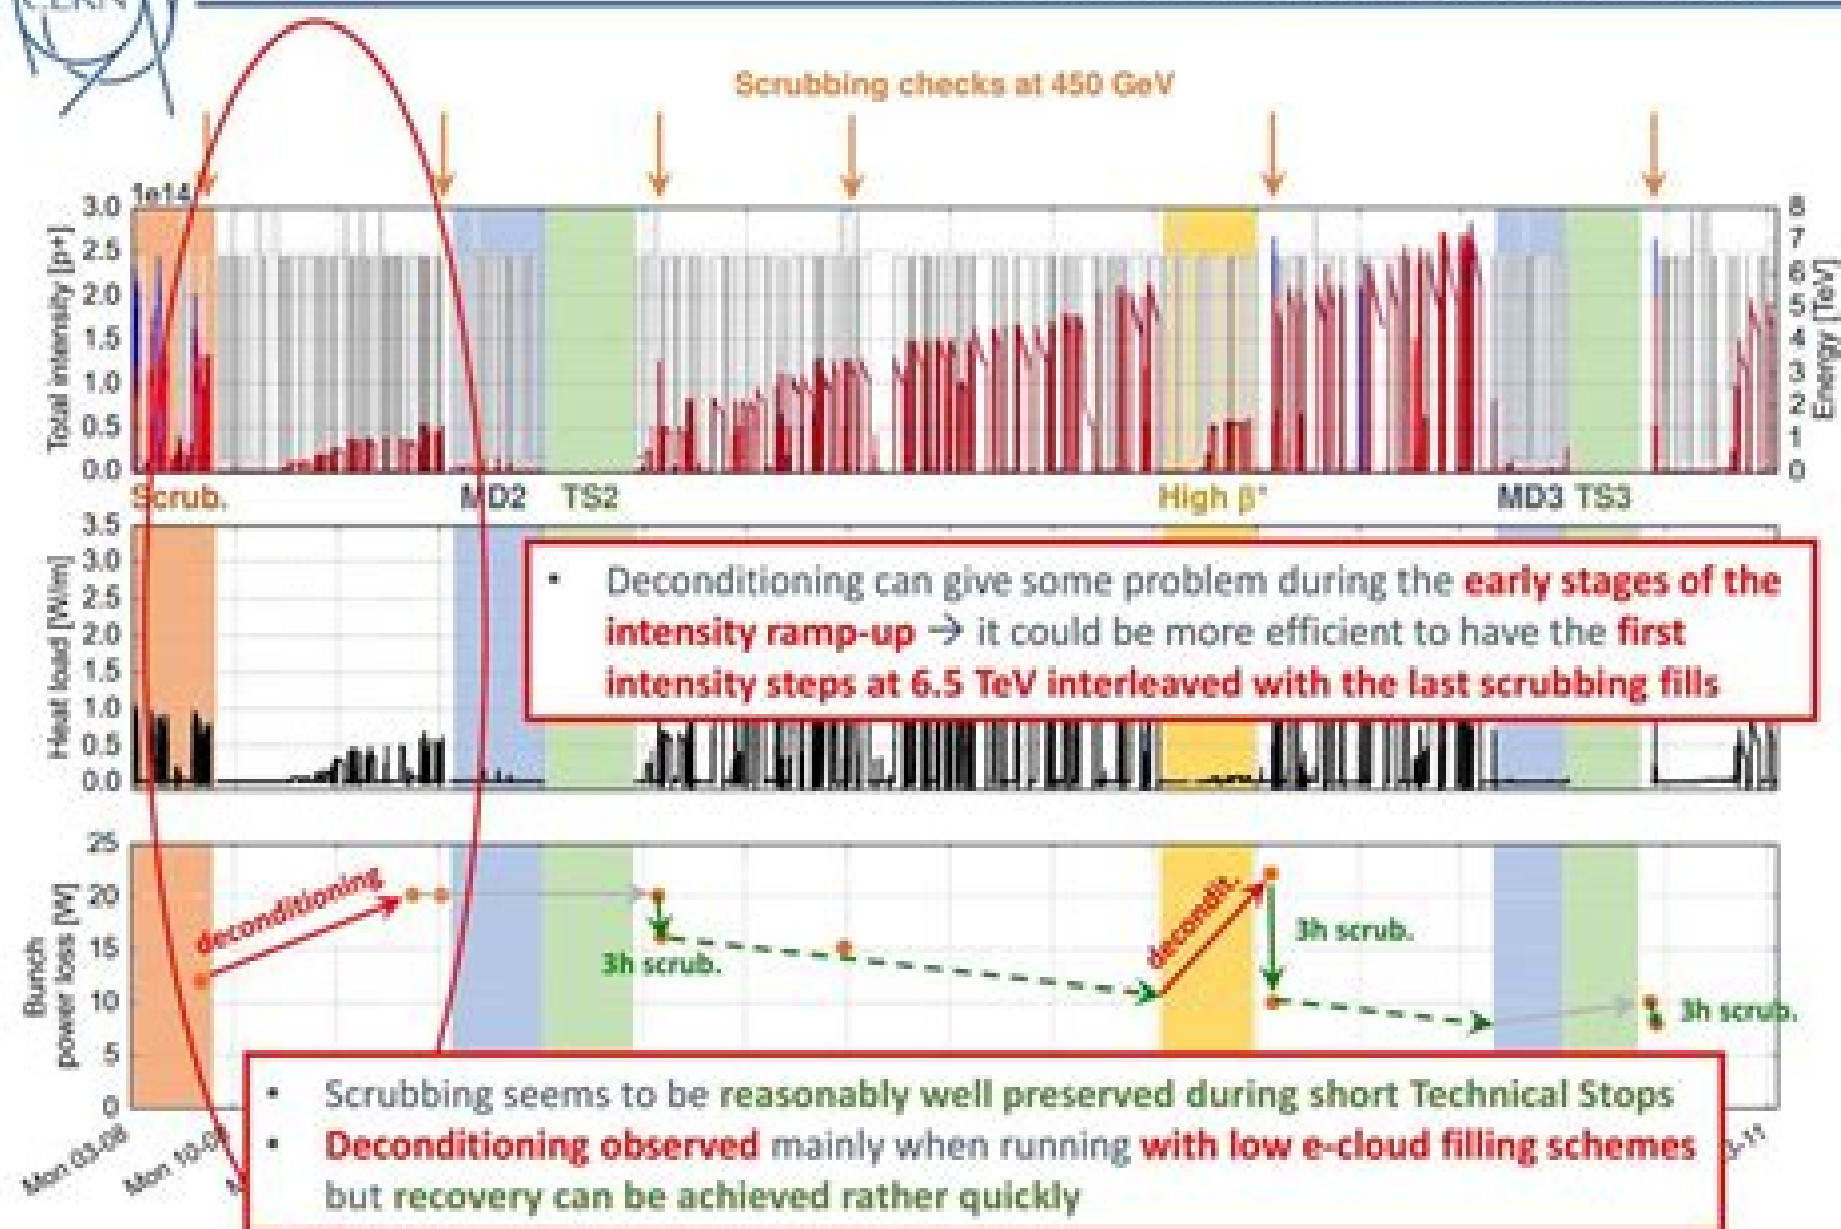 CERN
Scrubbing checks at 450 GeV
1e14
3.0
2.5
2.0
1.5
1.0
0.5
0.0
Total intensity [p+]
8
7
6
5
4
3
2
1
0
Energy [TeV]
Scrub.
MD2
TS2
High β*
MD3
TS3
3.5
3.0
2.5
2.0
1.5
1.0
0.5
0.0
Heat load [W/m]
• Deconditioning can give some problem during the early stages of the
intensity ramp-up → it could be more efficient to have the first
intensity steps at 6.5 TeV interleaved with the last scrubbing fills
25
20
15
10
5
0
Bunch
power loss [W]
deconditioning
3h scrub.
decondit.
3h scrub.
3h scrub.
• Scrubbing seems to be reasonably well preserved during short Technical Stops
• Deconditioning observed mainly when running with low e-cloud filling schemes
but recovery can be achieved rather quickly
Mon 03-08
Mon 10-08
-11